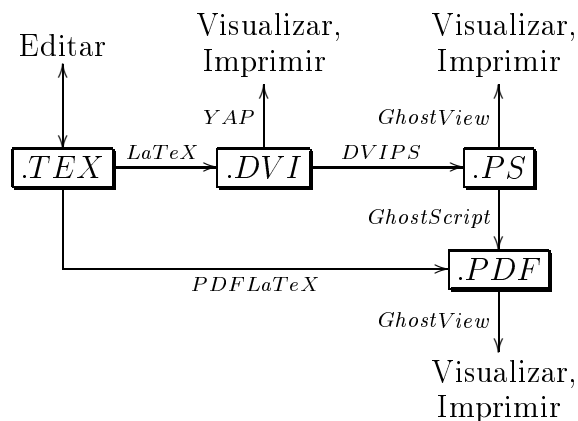 Visualizar,
Imprimir
Visualizar,
Imprimir
Editar
YAP
GhostView
LaTeX
DVIPS
.TEX
.DVI
.PS
GhostScript
.PDF
PDFLaTeX
GhostView
Visualizar,
Imprimir